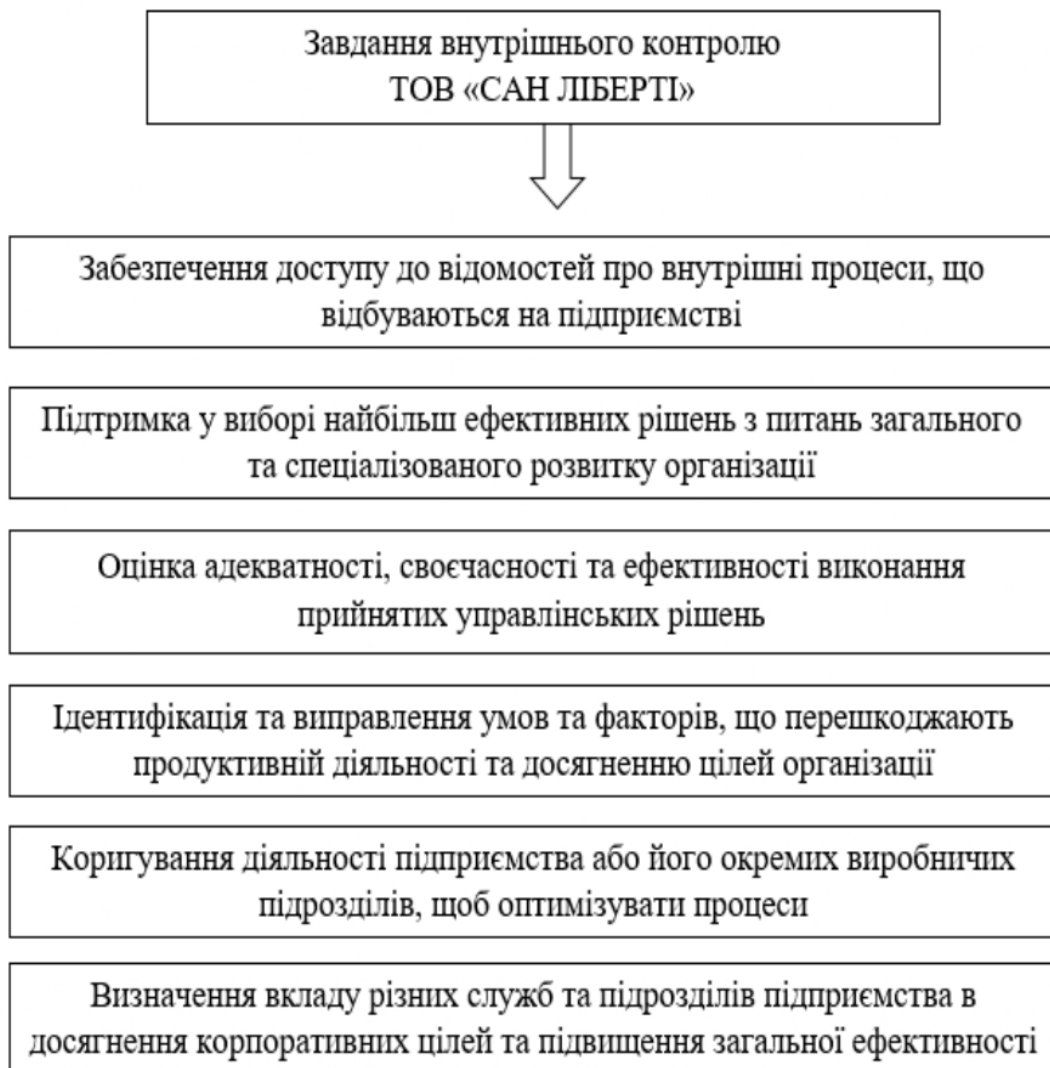 Завдання внутрішнього контролю
ТОВ «САН ЛІБЕРТІ»
Забезпечення доступу до відомостей про внутрішні процеси, що
відбуваються на підприємстві
Підтримка у виборі найбільш ефективних рішень з питань загального
та спеціалізованого розвитку організації
Оцінка адекватності, своєчасності та ефективності виконання
прийнятих управлінських рішень
Ідентифікація та виправлення умов та факторів, що перешкоджають
продуктивній діяльності та досягненню цілей організації
Коригування діяльності підприємства або його окремих виробничих
підрозділів, щоб оптимізувати процеси
Визначення вкладу різних служб та підрозділів підприємства в
досягнення корпоративних цілей та підвищення загальної ефективності